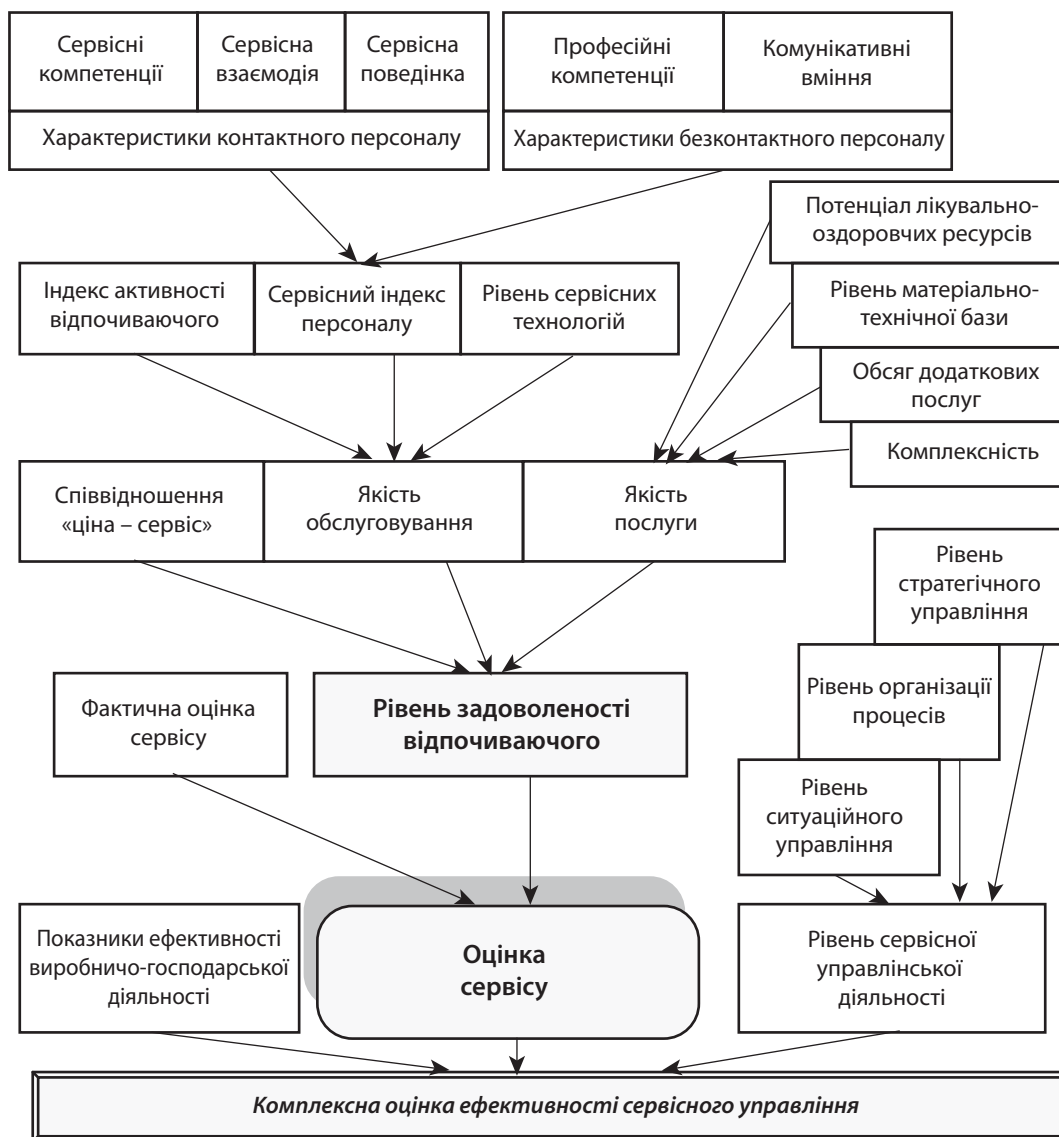 Сервісні
компетенції
Сервісна
взаємодія
Сервісна
поведінка
Характеристики контактного персоналу
Професійні
компетенції
Комунікативні
вміння
Характеристики безконтактного персоналу
Потенціал лікувально-
оздоровчих ресурсів
Індекс активності
відпочиваючого
Сервісний індекс
персоналу
Рівень сервісних
технологій
Рівень матеріально-
технічної бази
Обсяг додаткових
послуг
Комплексність
Співвідношення
«ціна – сервіс»
Якість
обслуговування
Якість
послуги
Рівень
стратегічного
управління
Фактична оцінка
сервісу
Рівень задоволеності
відпочиваючого
Рівень організації
процесів
Рівень
ситуаційного
управління
Показники ефективності
виробничо-господарської
діяльності
Оцінка
сервісу
Рівень сервісної
управлінської
діяльності
Комплексна оцінка ефективності сервісного управління